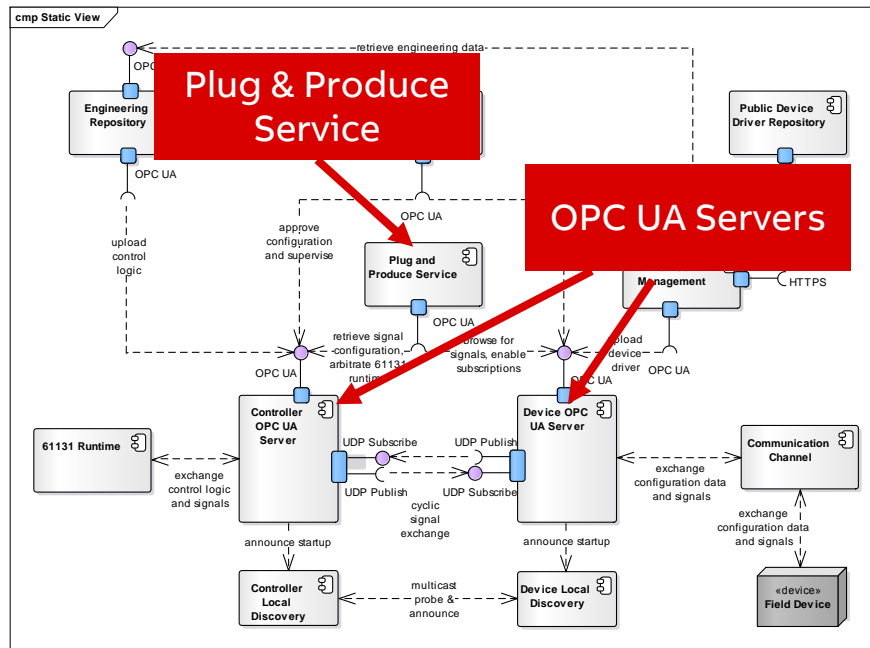 cmp Static View
retrieve engineering data
Plug & Produce
Service
Engineering
Repository
Public Device
Driver Repository
OPC UA
OPC UA
OPC UA Servers
upload
control
logic
approve
configuration
and supervise
Plug and
Produce Service
Management
HTTPS
OPC UA
retrieve signal
configuration,
arbitrate 61131
browse for
signals, enable
subscriptions
upload
device
driver
OPC UA
OPC UA
OPC UA
Controller
OPC UA
Server
Device OPC
UA Server
61131 Runtime
UDP Subscribe
UDP Publish
UDP Publish
UDP Subscribe
Communication
Channel
exchange
control logic
and signals
cyclic
signal
exchange
exchange
configuration data
and signals
exchange
configuration data
and signals
announce startup
announce startup
Controller
Local
Discovery
multicast
probe &
announce
Device Local
Discovery
«device»
Field Device